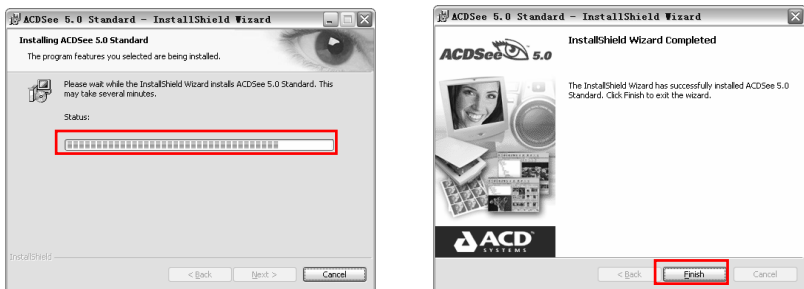 ACDSee 5.0 Standard - InstallShield Wizard
Installing ACDSee 5.0 Standard
The program features you selected are being installed.
Please wait while the InstallShield Wizard installs ACDSee 5.0 Standard. This
may take several minutes.
Status:
InstallShield
< Back
Next >
Cancel
ACDSee 5.0 Standard - InstallShield Wizard
ACDSee 5.0
InstallShield Wizard Completed
The InstallShield Wizard has successfully installed ACDSee 5.0
Standard. Click Finish to exit the wizard.
ACD
SYSTEMS
< Back
Finish
Cancel